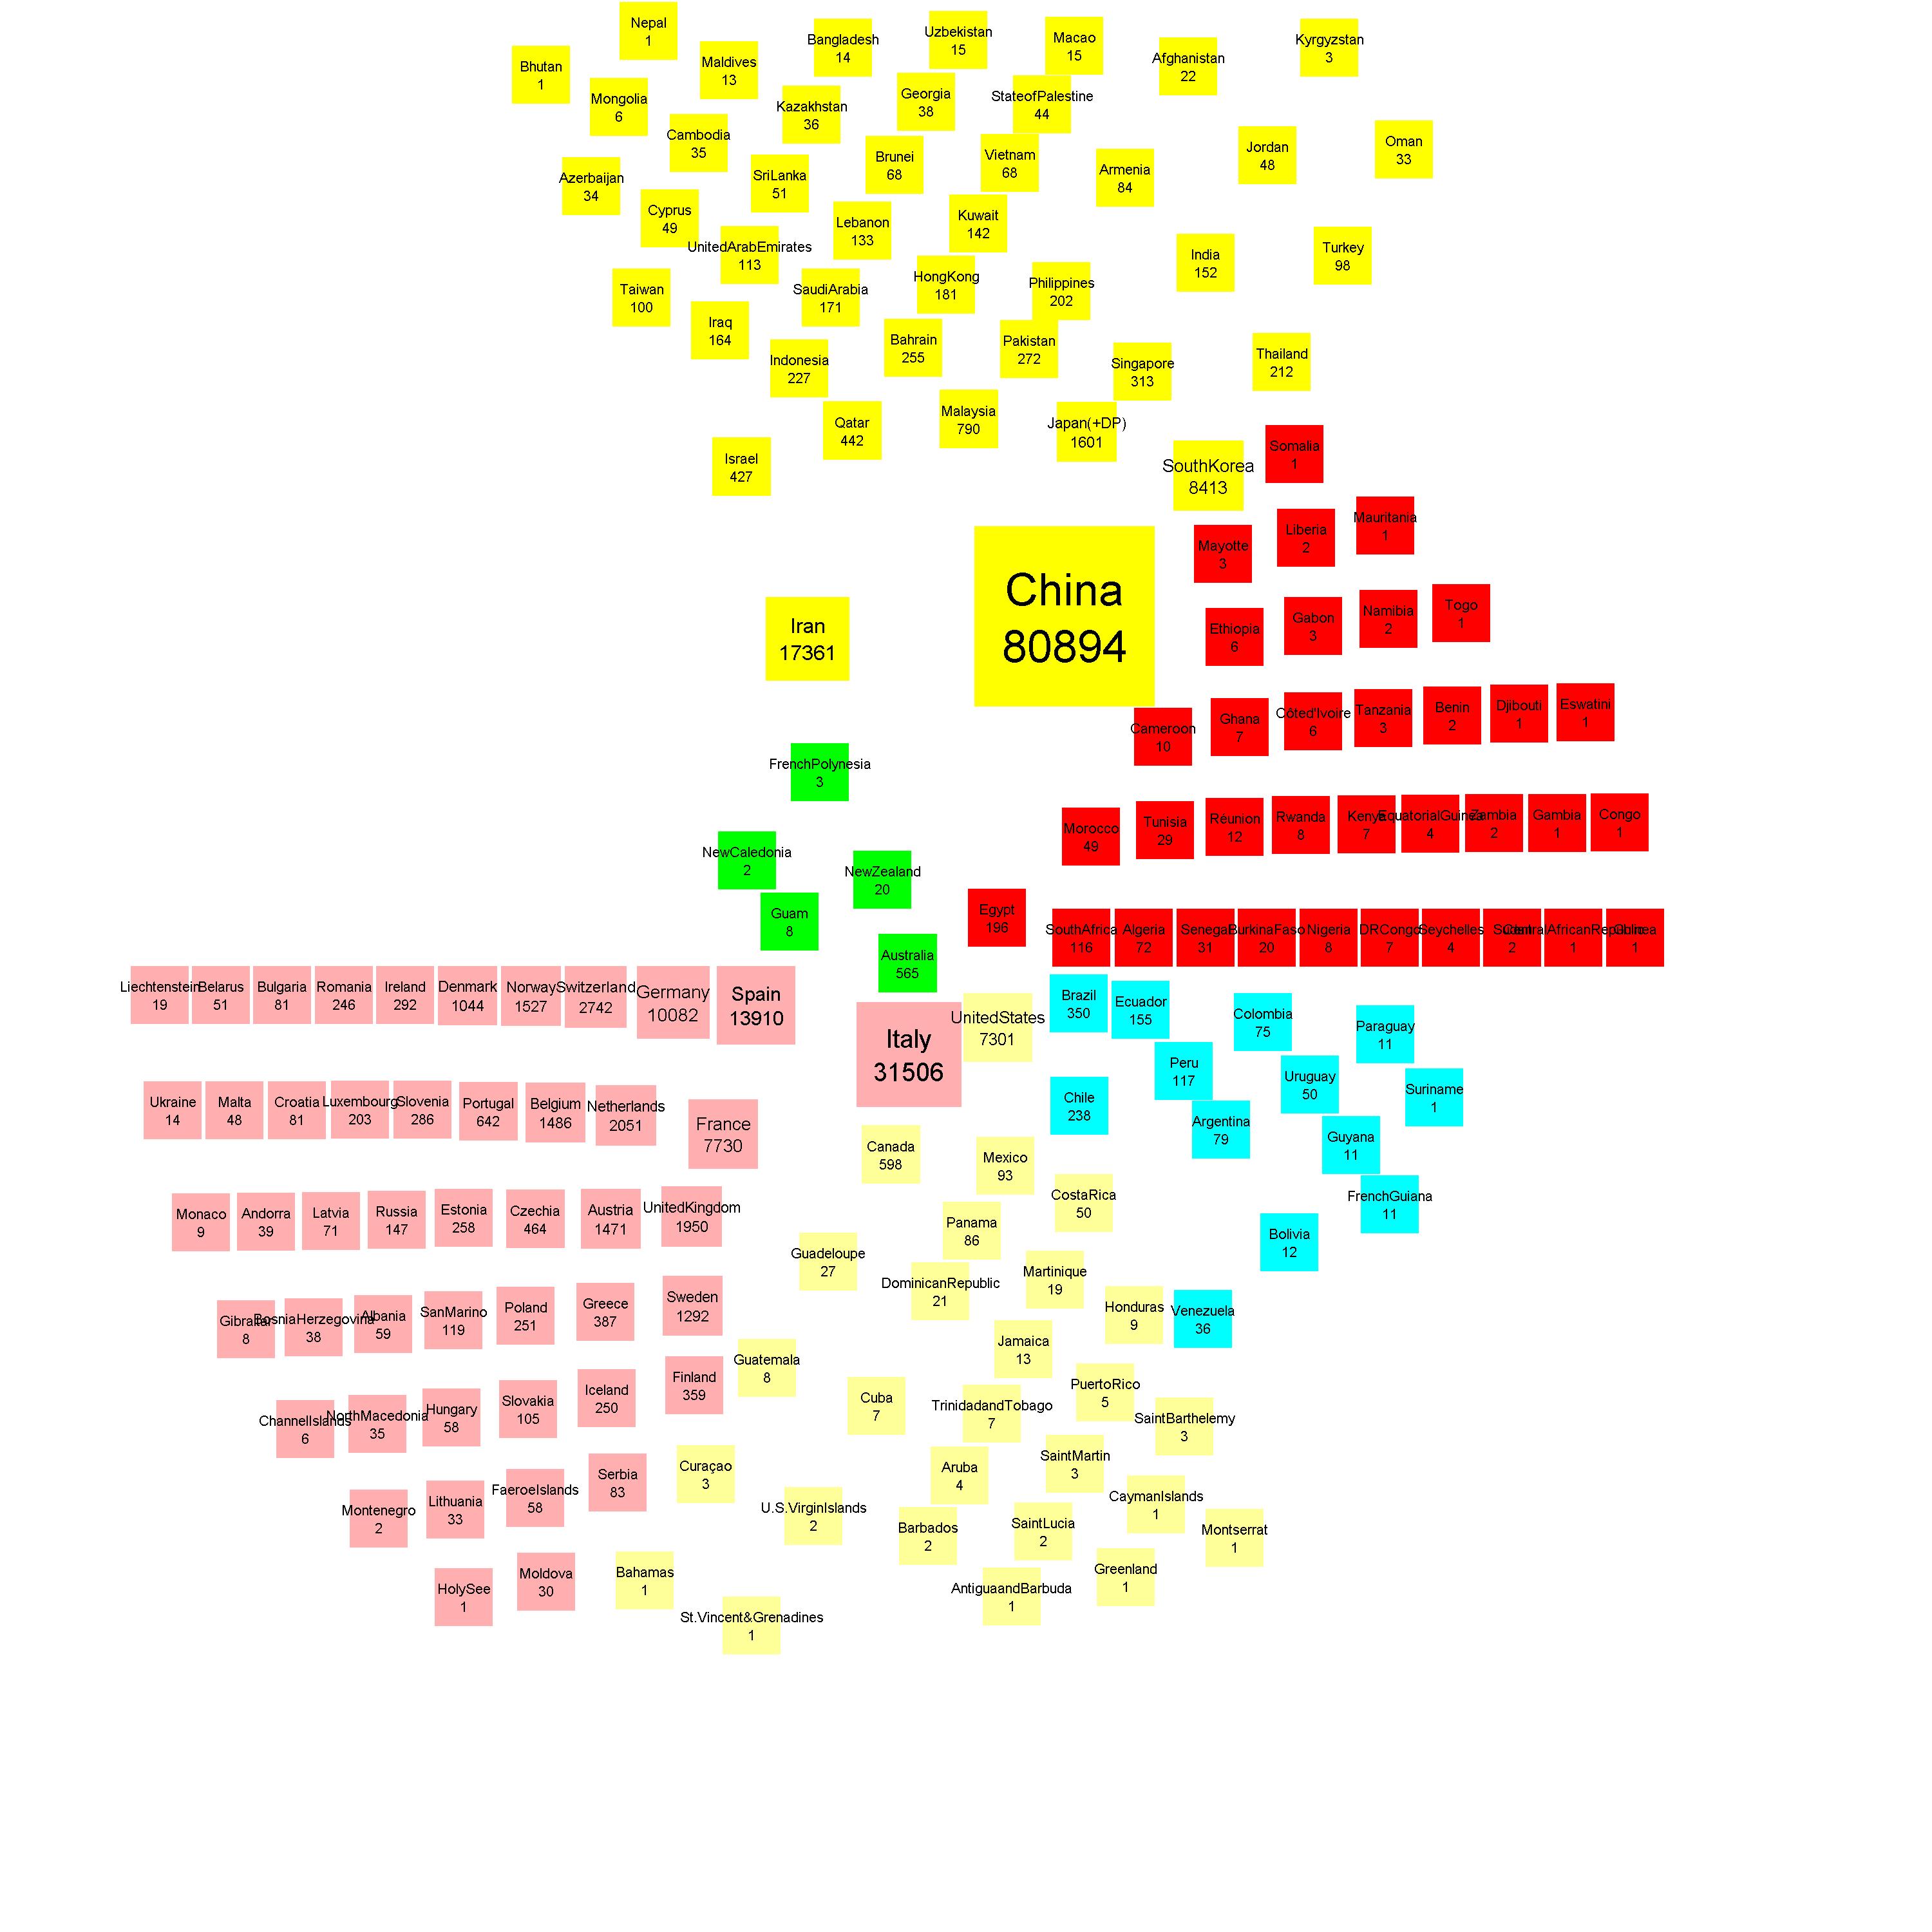 Nepal
1
Bhutan
1
Maldives
13
Bangladesh
14
Uzbekistan
15
Macao
15
Afghanistan
22
Kyrgyzstan
3
Mongolia
6
Kazakhstan
36
Georgia
38
StateofPalestine
44
Cambodia
35
Jordan
48
Oman
33
Azerbaijan
34
SriLanka
51
Brunei
68
Vietnam
68
Armenia
84
Cyprus
49
Lebanon
133
Kuwait
142
UnitedArabEmirates
113
India
152
Turkey
98
Taiwan
100
SaudiArabia
171
HongKong
181
Philippines
202
Iraq
164
Indonesia
227
Bahrain
255
Pakistan
272
Singapore
313
Thailand
212
Qatar
442
Malaysia
790
Japan(+DP)
1601
Israel
427
SouthKorea
8413
Somalia
1
China
80894
Iran
17361
Mayotte
3
Liberia
2
Mauritania
1
Ethiopia
6
Gabon
3
Namibia
2
Togo
1
Cameroon
10
Ghana
7
Côted'Ivoire
6
Tanzania
3
Benin
2
Djibouti
1
Eswatini
1
FrenchPolynesia
3
Morocco
49
Tunisia
29
Réunion
12
Rwanda
8
Kenya
7
EquatorialGuinea
4
Zambia
2
Gambia
1
Congo
1
NewCaledonia
2
NewZealand
20
Guam
8
Egypt
196
SouthAfrica
116
Algeria
72
Senegal
31
BurkinaFaso
20
Nigeria
8
DRCongo
7
Seychelles
4
Sudan
2
CentralAfricanRepublic
1
Guinea
1
Australia
565
Liechtenstein
19
Belarus
51
Bulgaria
81
Romania
246
Ireland
292
Denmark
1044
Norway
1527
Switzerland
2742
Germany
10082
Spain
13910
Italy
31506
UnitedStates
7301
Brazil
350
Ecuador
155
Colombia
75
Paraguay
11
Peru
117
Uruguay
50
Suriname
1
Ukraine
14
Malta
48
Croatia
81
Luxembourg
203
Slovenia
286
Portugal
642
Belgium
1486
Netherlands
2051
France
7730
Chile
238
Argentina
79
Guyana
11
Canada
598
Mexico
93
CostaRica
50
FrenchGuiana
11
Monaco
9
Andorra
39
Latvia
71
Russia
147
Estonia
258
Czechia
464
Austria
1471
UnitedKingdom
1950
Panama
86
Bolivia
12
Guadeloupe
27
DominicanRepublic
21
Martinique
19
Honduras
9
Venezuela
36
Gibraltar
8
BosniaHerzegovina
38
Albania
59
SanMarino
119
Poland
251
Greece
387
Sweden
1292
Jamaica
13
Guatemala
8
Cuba
7
TrinidadandTobago
7
PuertoRico
5
SaintBarthelemy
3
ChannelIslands
6
NorthMacedonia
35
Hungary
58
Slovakia
105
Iceland
250
Finland
359
Curaçao
3
Aruba
4
SaintMartin
3
CaymanIslands
1
Montenegro
2
Lithuania
33
FaeroeIslands
58
Serbia
83
U.S.VirginIslands
2
Barbados
2
SaintLucia
2
Montserrat
1
HolySee
1
Moldova
30
Bahamas
1
St.Vincent&Grenadines
1
AntiguaandBarbuda
1
Greenland
1